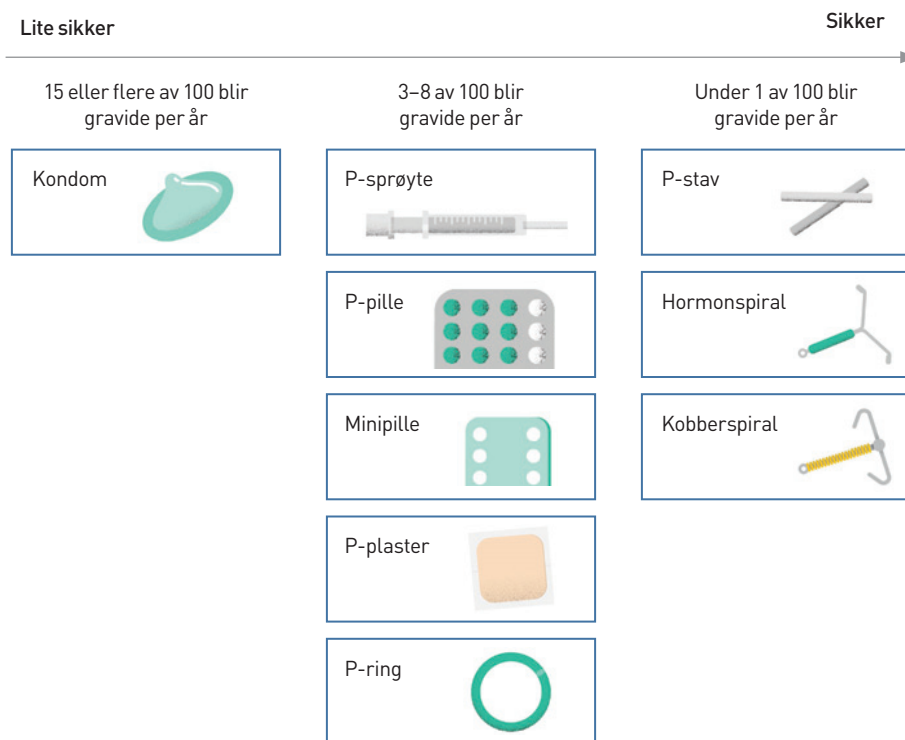 Lite sikker
Sikker
15 eller flere av 100 blir
gravide per år
3–8 av 100 blir
gravide per år
Under 1 av 100 blir
gravide per år
Kondom
P-sprøyte
P-stav
P-pille
Hormonspiral
Minipille
Kobberspiral
P-plaster
P-ring